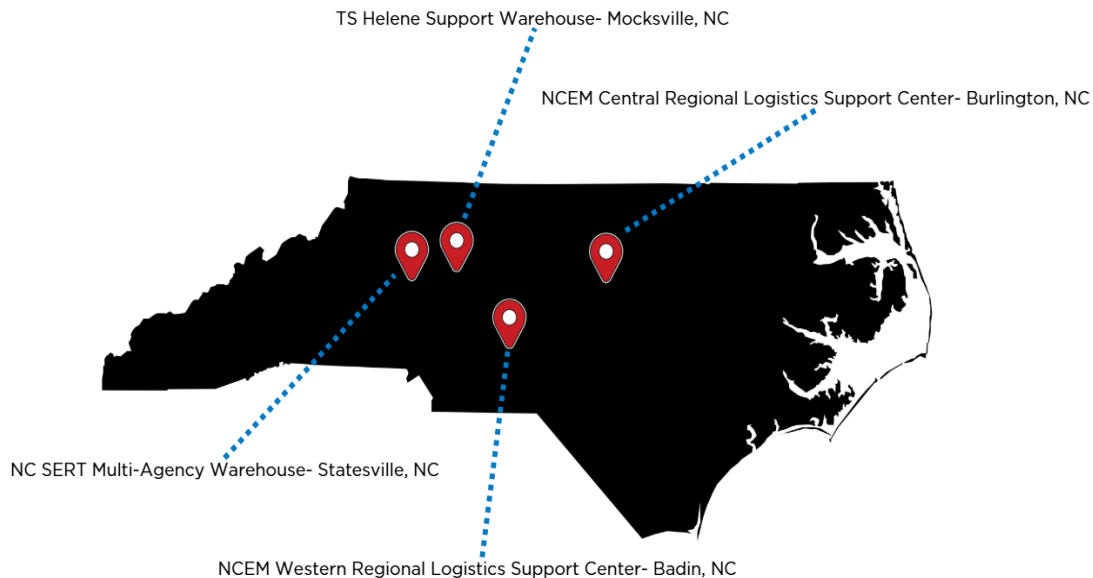 TS Helene Support Warehouse- Mocksville, NC
NCEM Central Regional Logistics Support Center- Burlington, NC
NC SERT Multi-Agency Warehouse- Statesville, NC
NCEM Western Regional Logistics Support Center- Badin, NC